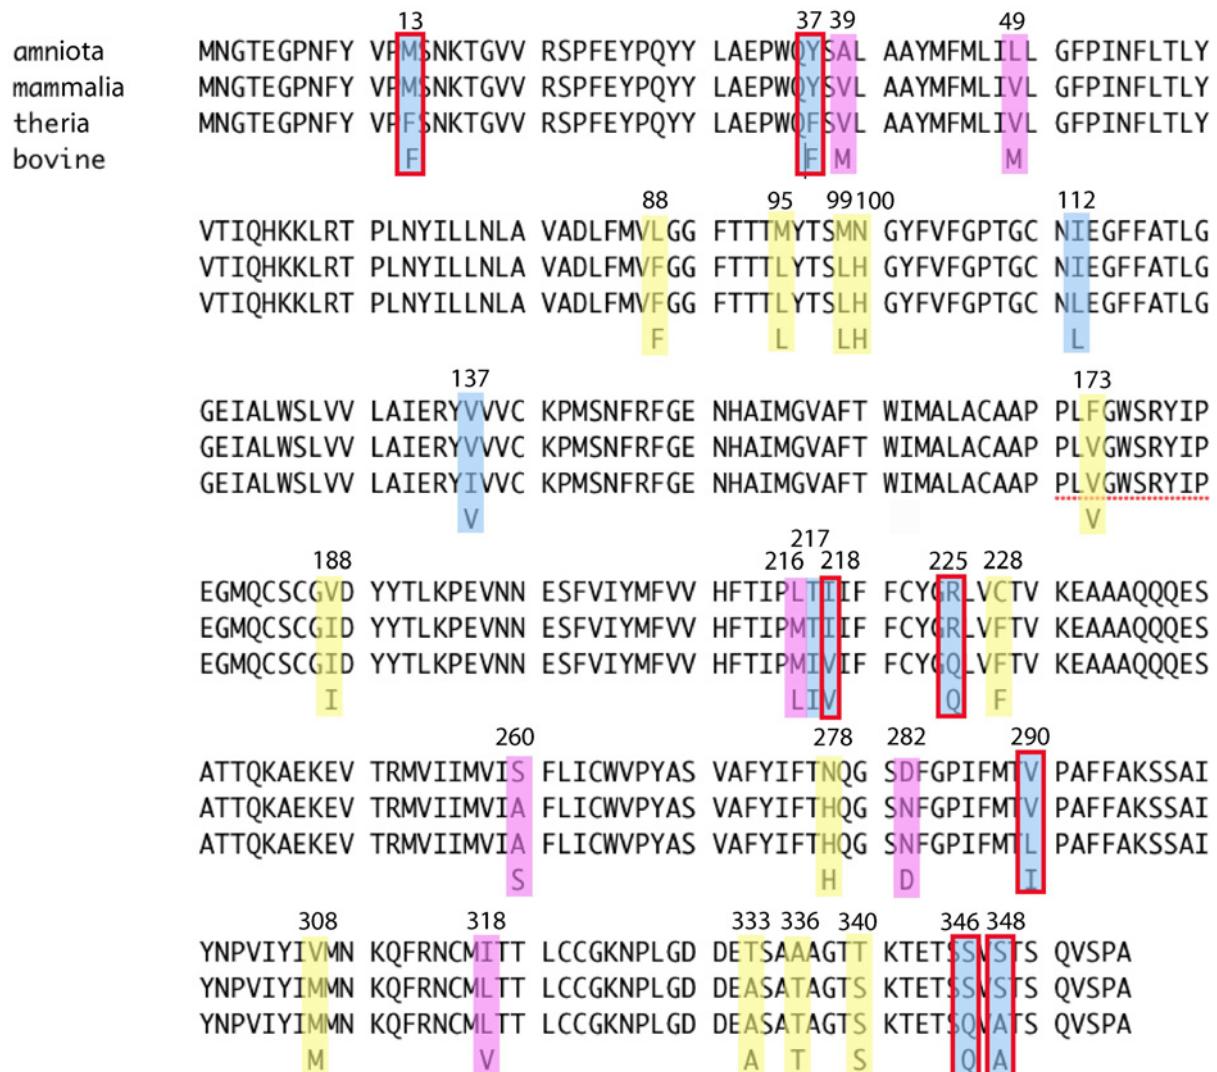 13 37 39 49
amniota MNGTEGPNFY VPMSNKTGVV RSPFEYPQYY LAEPWQYSAL AAYMFMLILL GFPINFLTLY
mammalia MNGTEGPNFY VPMSNKTGVV RSPFEYPQYY LAEPWQYSVL AAYMFMLIVL GFPINFLTLY
theria MNGTEGPNFY VPFSNKTGVV RSPFEYPQYY LAEPWQFSVL AAYMFMLIVL GFPINFLTLY
bovine F F M M
88 95 99 100 112
VTIQHKKLRT PLNYILLNLA VADLFMVLGG FTTTMYTSMN GYFVFGPTGC NIEGFFATLG
VTIQHKKLRT PLNYILLNLA VADLFMVFGG FTTTLYTSLH GYFVFGPTGC NIEGFFATLG
VTIQHKKLRT PLNYILLNLA VADLFMVFGG FTTTLYTSLH GYFVFGPTGC NLEGFFATLG
F L LH L
137 173
GEIALWSLVV LAIERYVVVC KPMSNFRFGE NHAIMGVAFT WIMALACAAP PLFGWSRYIP
GEIALWSLVV LAIERYVVVC KPMSNFRFGE NHAIMGVAFT WIMALACAAP PLVGWSRYIP
GEIALWSLVV LAIERYIVVC KPMSNFRFGE NHAIMGVAFT WIMALACAAP PLVGWSRYIP
V V
217
188 216 218 225 228
EGMQCSCGVD YYTLKPEVNN ESFVIYMFVV HFTIPLTIIF FCYGRLVCTV KEAAAQQQES
EGMQCSCGID YYTLKPEVNN ESFVIYMFVV HFTIPMTIIF FCYGRLVFTV KEAAAQQQES
EGMQCSCGID YYTLKPEVNN ESFVIYMFVV HFTIPMIVIF FCYGQLVFTV KEAAAQQQES
I LIV Q F
260 278 282 290
ATTQKAEKEV TRMVIIMVIS FLICWVPYAS VAFYIFTNQG SDFGPIFMTV PAFFAKSSAI
ATTQKAEKEV TRMVIIMVIA FLICWVPYAS VAFYIFTHQG SNFGPIFMTV PAFFAKSSAI
ATTQKAEKEV TRMVIIMVIA FLICWVPYAS VAFYIFTHQG SNFGPIFMTL PAFFAKSSAI
S H D I
308 318 333 336 340 346 348
YNPVIYIVMN KQFRNCMITT LCCGKNPLGD DETSAAAGTT KTETSSVSTS QVSPA
YNPVIYIMMN KQFRNCMLTT LCCGKNPLGD DEASATAGTS KTETSSVSTS QVSPA
YNPVIYIMMN KQFRNCMLTT LCCGKNPLGD DEASATAGTS KTETSQVATS QVSPA
M V A T S Q A